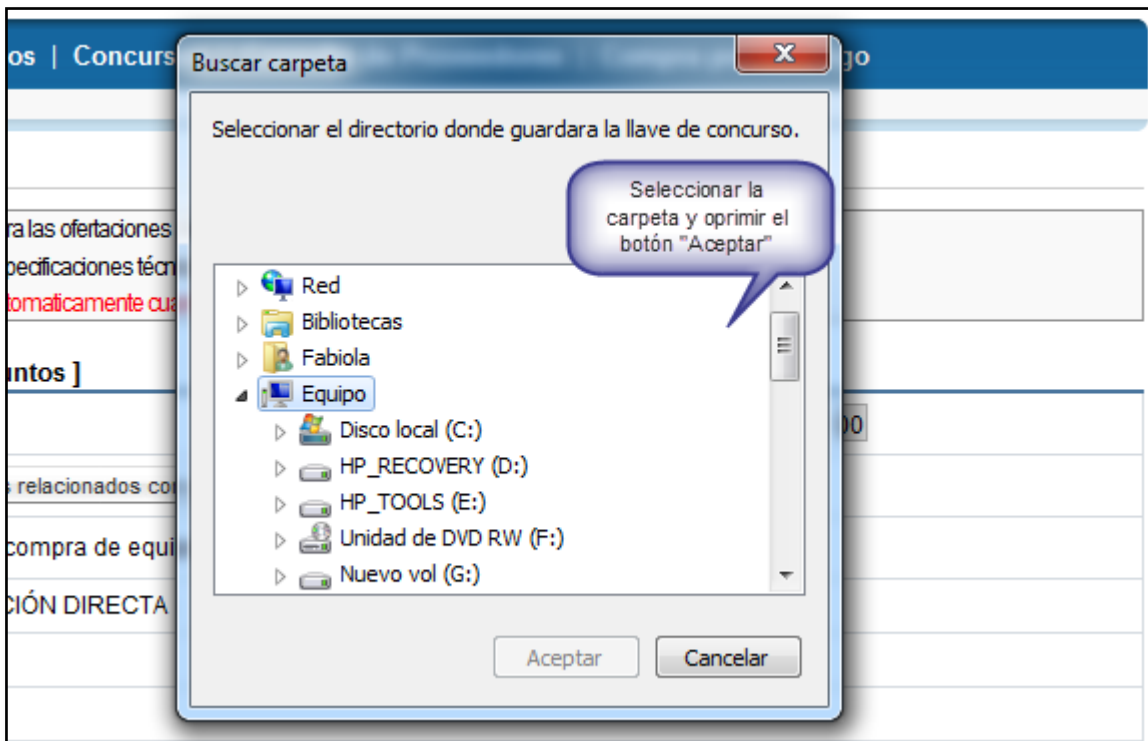 os | Concurs
go
Buscar carpeta
Seleccionar el directorio donde guardara la llave de concurso.
Seleccionar la
carpeta y oprimir el
botón "Aceptar"
ra las ofertaciones
pecificaciones técn
tomaticamente cua
untos ]
Red
Bibliotecas
Fabiola
Equipo
Disco local (C:)
00
HP_RECOVERY (D:)
s relacionados con
HP_TOOLS (E:)
Unidad de DVD RW (F:)
compra de equi
Nuevo vol (G:)
CIÓN DIRECTA
Aceptar
Cancelar